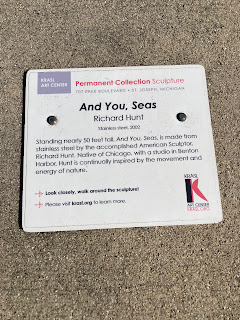 KRASL
ART CENTER
Permanent Collection Sculpture
707 LAKE BOULEVARD • ST. JOSEPH, MICHIGAN
And You, Seas
Richard Hunt
Stainless steel, 2002
Standing nearly 50 feet tall, And You, Seas, is made from
stainless steel by the accomplished American Sculptor,
Richard Hunt. Native of Chicago, with a studio in Benton
Harbor, Hunt is continually inspired by the movement and
energy of nature.
Look closely, walk around the sculpture!
Please visit krasl.org to learn more.
KRASL
K
ART CENTER